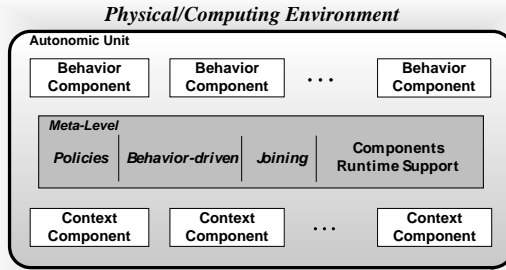 Physical/Computing Environment
Autonomic Unit
Behavior Behavior Behavior
Component Component ... Component
Meta-Level
Policies Behavior-driven Joining Components
Runtime Support
Context Context Context
Component Component ... Component